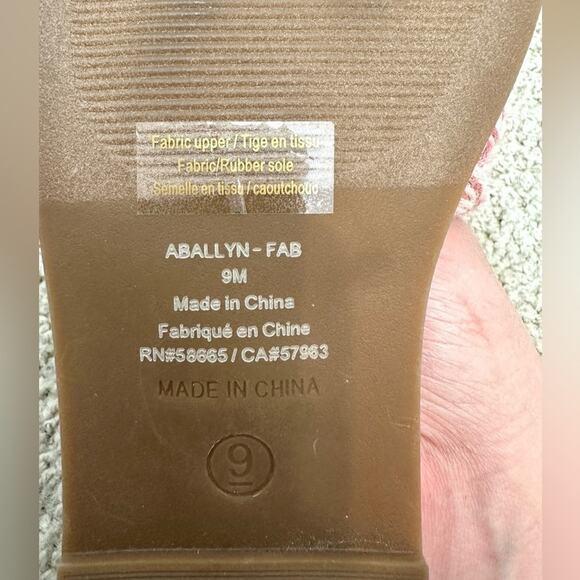 Fabric upper / Tige en tissu
Fabric/Rubber sole
Semelle en tissu / caoutchouc
ABALLYN - FAB
9M
Made in China
Fabriqué en Chine
RN#58665 / CA#57963
MADE IN CHINA
9